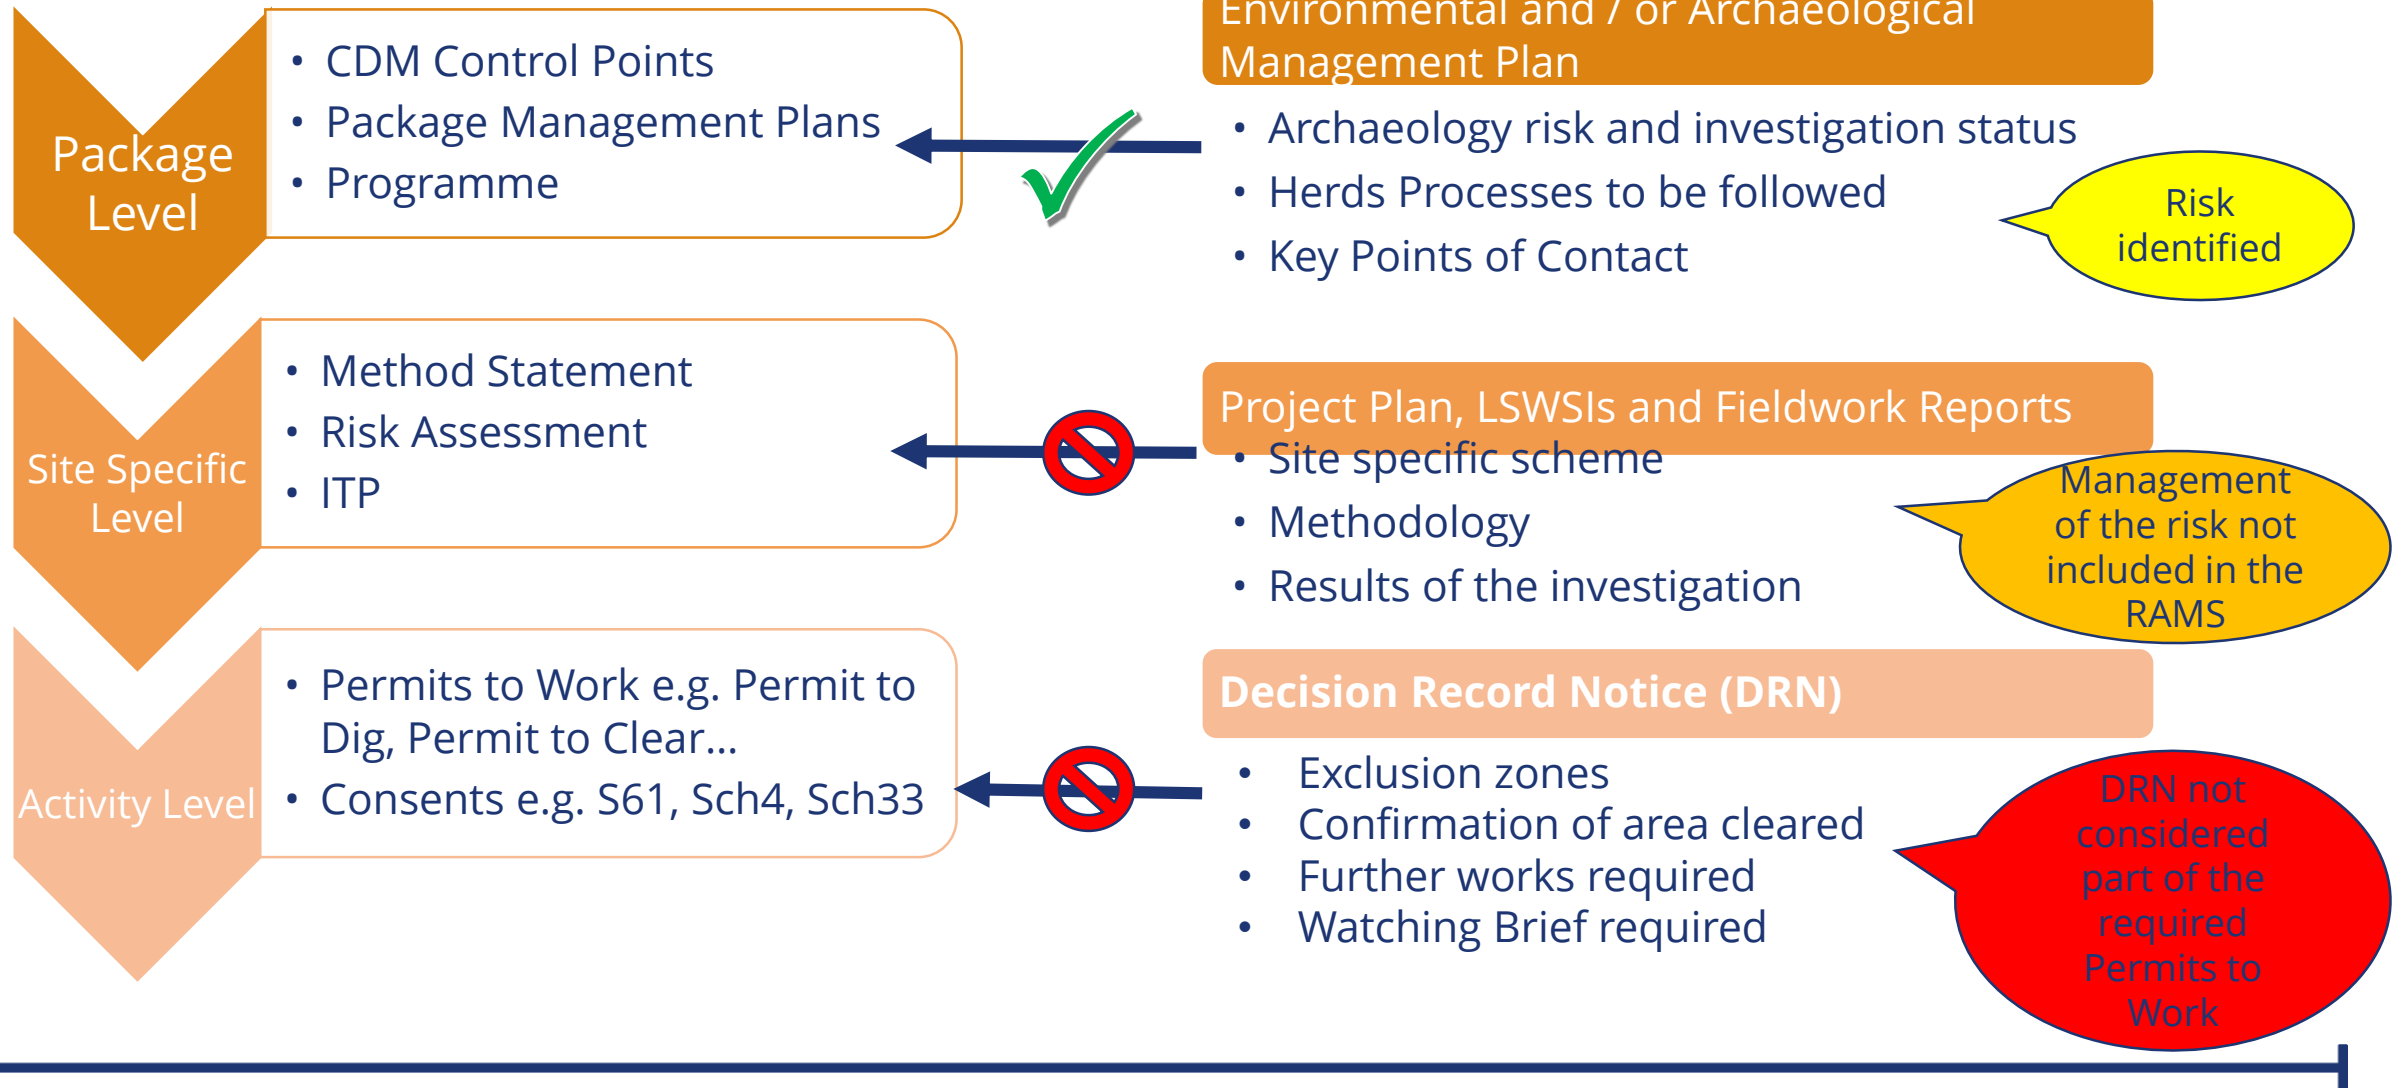 Package
Level
• CDM Control Points
• Package Management Plans
• Programme
Environmental and / or Archaeological
Management Plan
• Archaeology risk and investigation status
• Herds Processes to be followed
• Key Points of Contact
Risk
identified
Site Specific
Level
• Method Statement
• Risk Assessment
• ITP
Project Plan, LSWSIs and Fieldwork Reports
• Site specific scheme
• Methodology
• Results of the investigation
Management
of the risk not
included in the
RAMS
Activity Level
• Permits to Work e.g. Permit to
Dig, Permit to Clear...
• Consents e.g. S61, Sch4, Sch33
Decision Record Notice (DRN)
• Exclusion zones
• Confirmation of area cleared
• Further works required
• Watching Brief required
DRN not
considered
part of the
required
Permits to
Work